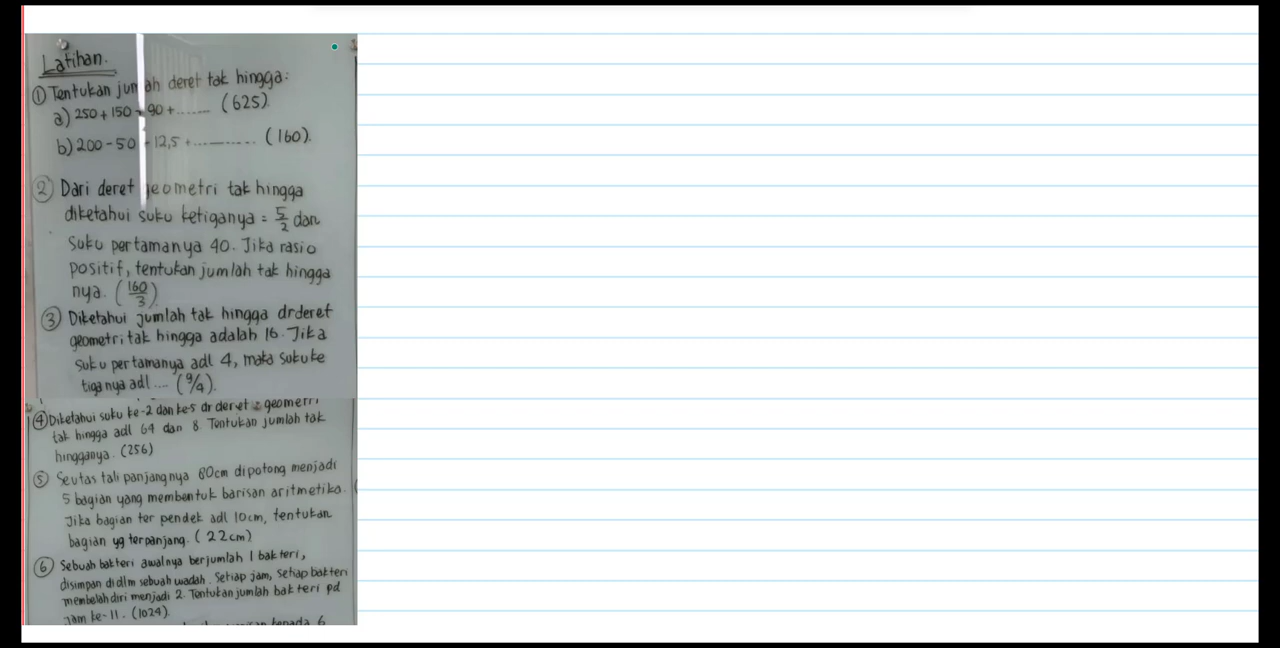 Latihan.
① Tentukan jumlah deret tak hingga:
a) 250 + 150 + 90 + ....... (625).
b) 200 - 50 + 12,5 + ........... (160).
② Dari deret geometri tak hingga
diketahui suku ketiganya = 5/2 dan
suku pertamanya 40. Jika rasio
positif, tentukan jumlah tak hingga
nya. (160/3).
③ Diketahui jumlah tak hingga dr deret
geometri tak hingga adalah 16. Jika
suku pertamanya adl 4, maka suku ke
tiga nya adl .... (9/4).
④ Diketahui suku ke-2 dan ke-5 dr deret geometri
tak hingga adl 64 dan 8. Tentukan jumlah tak
hingganya. (256)
⑤ Seutas tali panjangnya 80cm dipotong menjadi
5 bagian yang membentuk barisan aritmetika.
Jika bagian terpendek adl 10cm, tentukan
bagian yg terpanjang. (22cm)
⑥ Sebuah bakteri awalnya berjumlah 1 bakteri,
disimpan di dlm sebuah wadah. Setiap jam, setiap bakteri
membelah diri menjadi 2. Tentukan jumlah bakteri pd
jam ke-11. (1024).
kepada 6